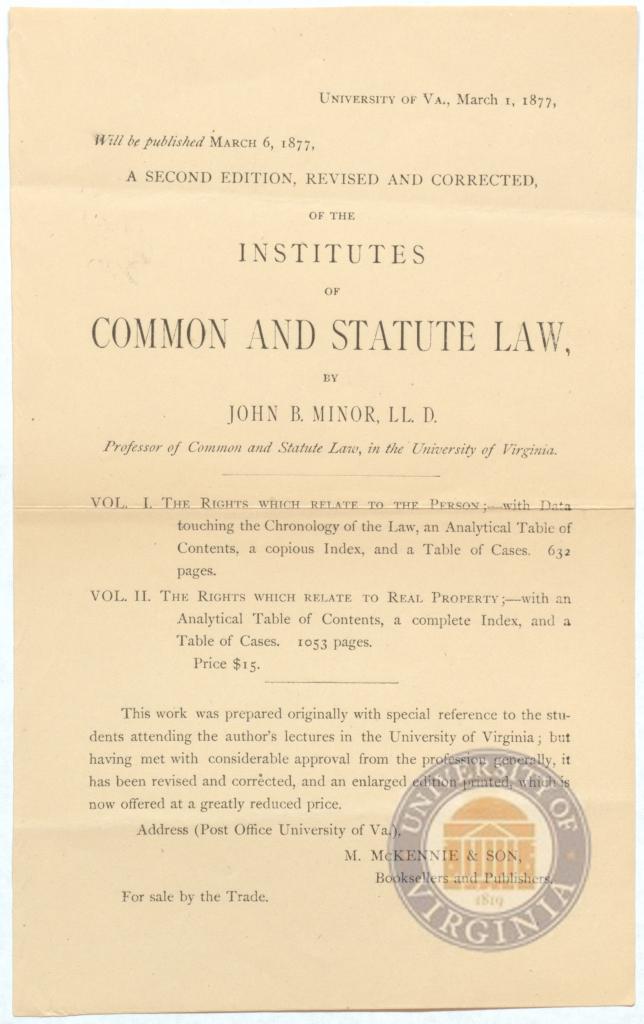 UNIVERSITY OF VA., MARCH 1, 1877,
Will be published MARCH 6, 1877,
A SECOND EDITION, REVISED AND CORRECTED,
OF THE
INSTITUTES
OF
COMMON AND STATUTE LAW,
BY
JOHN B. MINOR, LL. D.
Professor of Common and Statute Law, in the University of Virginia.
VOL. I. THE RIGHTS WHICH RELATE TO THE PERSON;—with Data
touching the Chronology of the Law, an Analytical Table of
Contents, a copious Index, and a Table of Cases. 632
pages.
VOL. II. THE RIGHTS WHICH RELATE TO REAL PROPERTY;—with an
Analytical Table of Contents, a complete Index, and a
Table of Cases. 1053 pages.
Price $15.
This work was prepared originally with special reference to the stu-
dents attending the author's lectures in the University of Virginia; but
having met with considerable approval from the profession generally, it
has been revised and corrected, and an enlarged edition printed, which is
now offered at a greatly reduced price.
Address (Post Office University of Va.),
M. McKENNIE & SON,
Booksellers and Publishers.
For sale by the Trade.
UNIVERSITY OF
VIRGINIA
1819